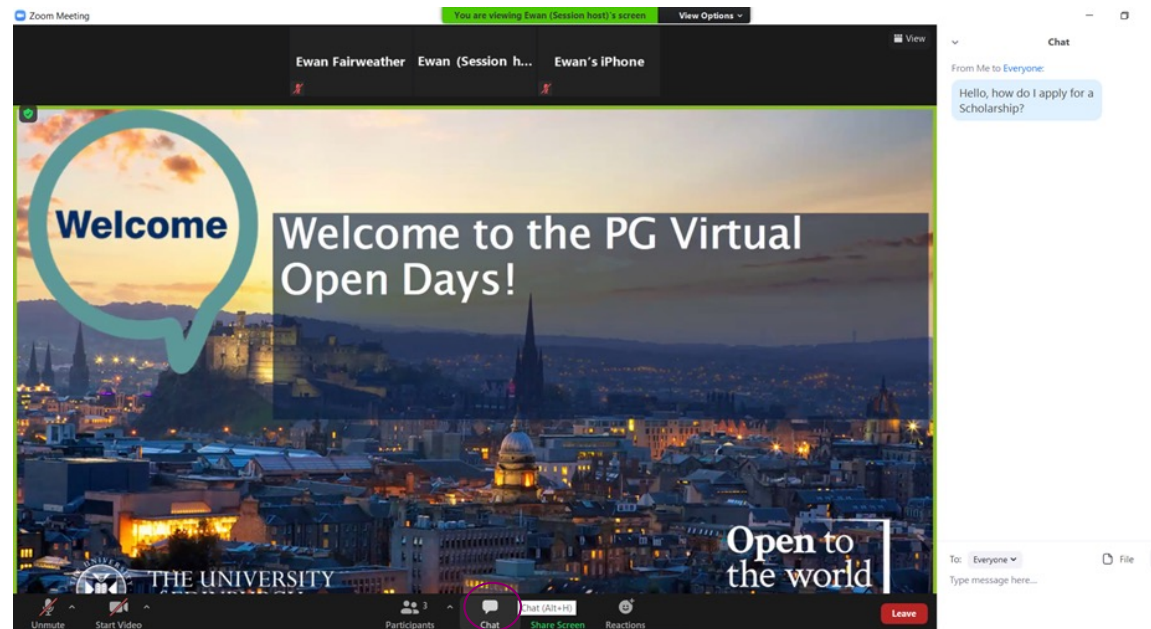 Zoom Meeting
You are viewing Ewan (Session host)'s screen
View Options
View
Ewan Fairweather
Ewan (Session h...
Ewan's iPhone
Chat
From Me to Everyone:
Hello, how do I apply for a
Scholarship?
Welcome
Welcome to the PG Virtual
Open Days!
Open to
the world
THE UNIVERSITY
To: Everyone
File
Type message here...
Unmute
Start Video
3
Participants
Chat
Chat (Alt+H)
Share Screen
Reactions
Leave